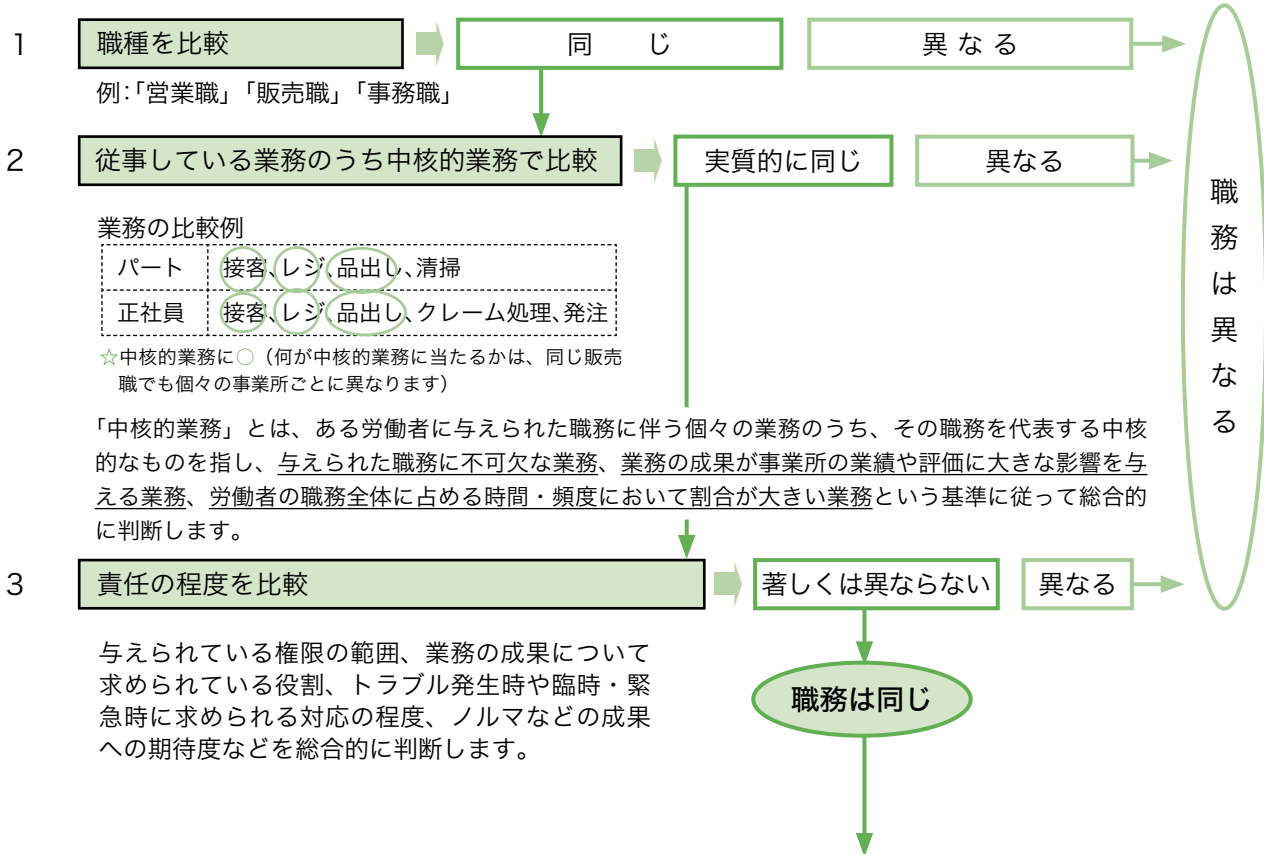 1 職種を比較 同じ 異なる
例：「営業職」「販売職」「事務職」
2 従事している業務のうち中核的業務で比較 実質的に同じ 異なる
業務の比較例
パート 接客、レジ、品出し、清掃
正社員 接客、レジ、品出し、クレーム処理、発注
☆中核的業務に○（何が中核的業務に当たるかは、同じ販売
職でも個々の事業所ごとに異なります）
「中核的業務」とは、ある労働者に与えられた職務に伴う個々の業務のうち、その職務を代表する中核
的なものを指し、与えられた職務に不可欠な業務、業務の成果が事業所の業績や評価に大きな影響を与
える業務、労働者の職務全体に占める時間・頻度において割合が大きい業務という基準に従って総合的
に判断します。
3 責任の程度を比較 著しくは異ならない 異なる
与えられている権限の範囲、業務の成果について
求められている役割、トラブル発生時や臨時・緊
急時に求められる対応の程度、ノルマなどの成果
への期待度などを総合的に判断します。
職務は同じ
職務は異なる